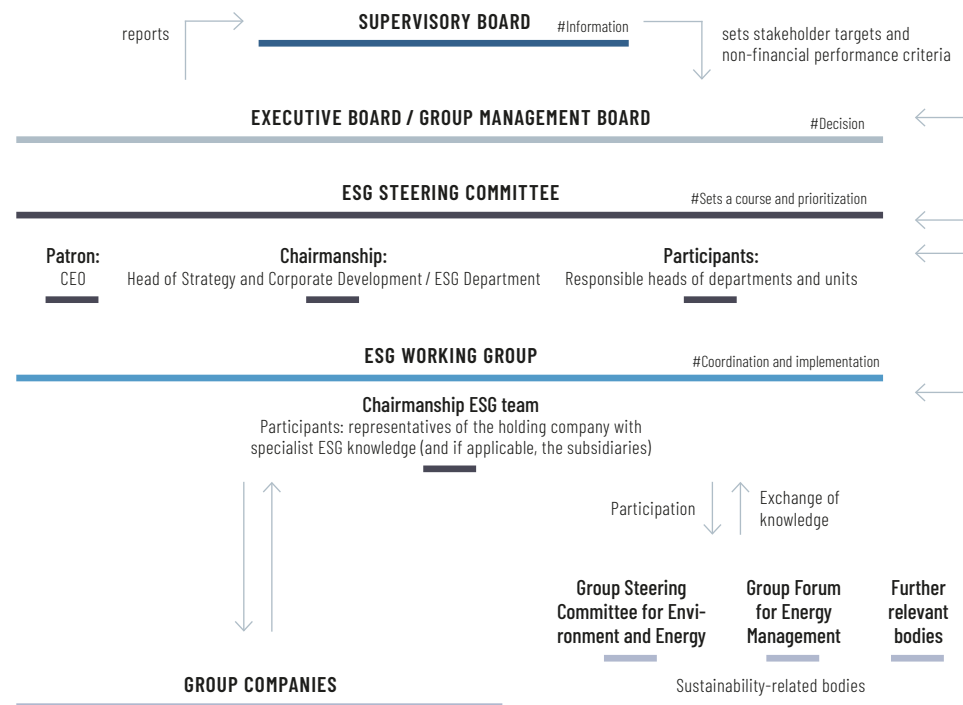 reports
SUPERVISORY BOARD
#Information
sets stakeholder targets and
non-financial performance criteria
EXECUTIVE BOARD / GROUP MANAGEMENT BOARD
#Decision
ESG STEERING COMMITTEE
#Sets a course and prioritization
Patron:
CEO
Chairmanship:
Head of Strategy and Corporate Development / ESG Department
Participants:
Responsible heads of departments and units
ESG WORKING GROUP
#Coordination and implementation
Chairmanship ESG team
Participants: representatives of the holding company with
specialist ESG knowledge (and if applicable, the subsidiaries)
Participation
Exchange of
knowledge
Group Steering
Committee for Envi-
ronment and Energy
Group Forum
for Energy
Management
Further
relevant
bodies
Sustainability-related bodies
GROUP COMPANIES